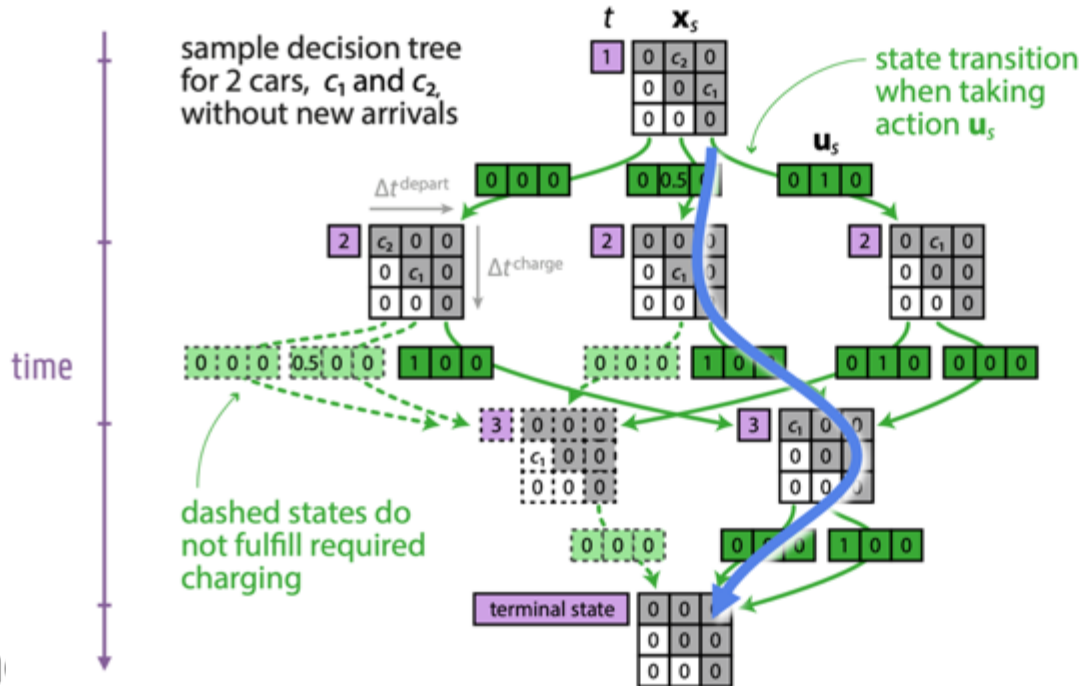 t x_s
sample decision tree
for 2 cars, c₁ and c₂,
without new arrivals
1
0 c₂ 0
0 0 c₁
0 0 0
state transition
when taking
action u_s
u_s
0 0 0
0 0.5
0 1 0
Δt^depart
2
c₂ 0 0
0 c₁ 0
0 0 0
Δt^charge
2
0 0
0 c₁
0 0
2
0 c₁ 0
0 0 0
0 0 0
time
0 0 0
0.5 0 0
1 0 0
0 0 0
1 0
0 1 0
0 0 0
3
0 0 0
c₁ 0 0
0 0 0
3
c₁ 0
0 0
0 0
dashed states do
not fulfill required
charging
0 0 0
0 0
1 0 0
terminal state
0 0
0 0 0
0 0 0